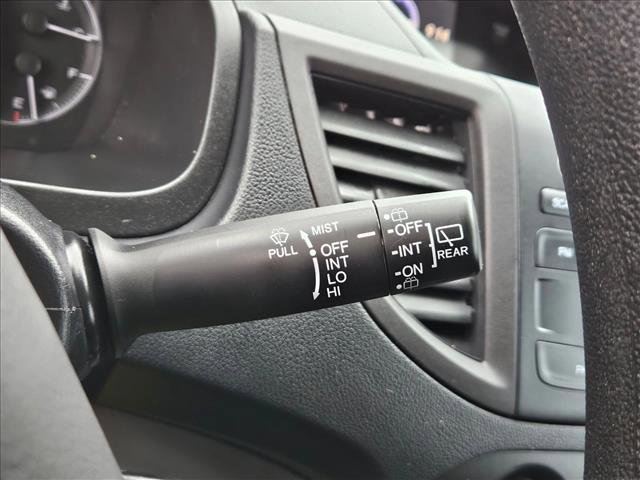 MIST
PULL
OFF
INT
LO
HI
OFF
INT
ON
REAR
E